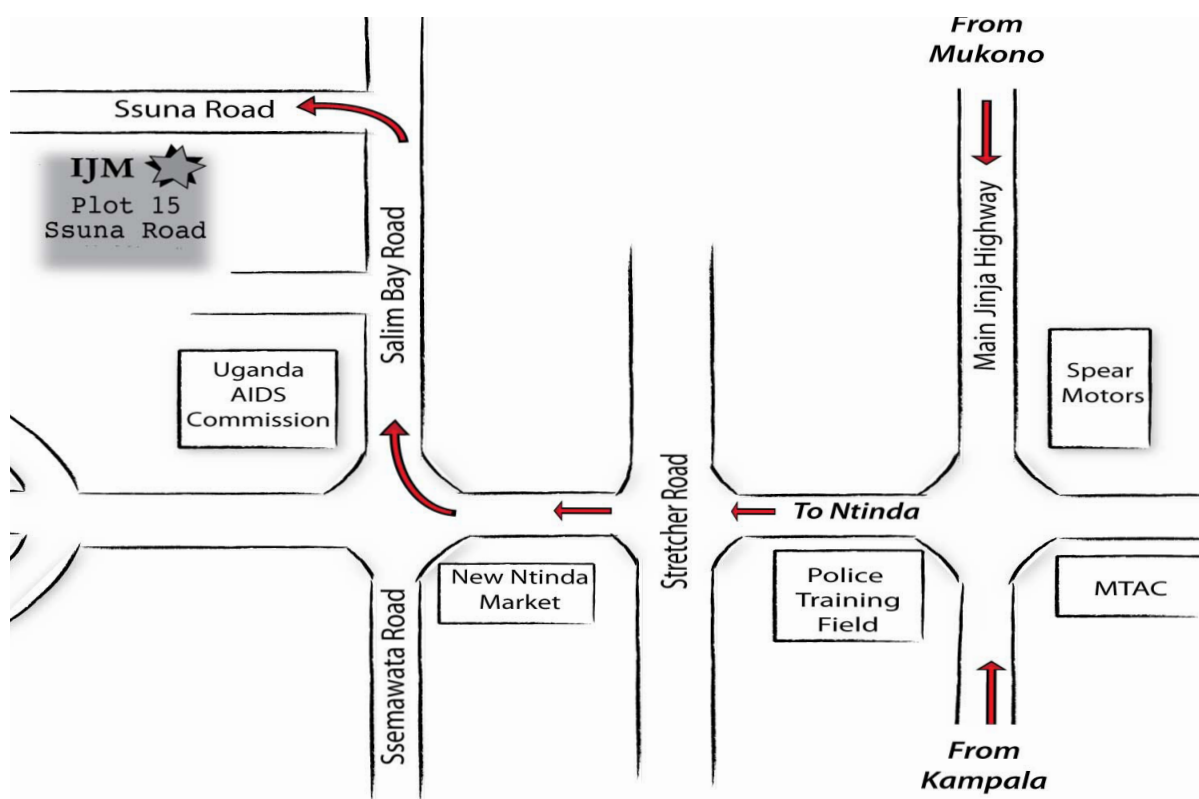 From
Mukono
Ssuna Road
IJM
Plot 15
Ssuna Road
Salim Bay Road
Main Jinja Highway
Uganda
AIDS
Commission
Spear
Motors
Stretcher Road
To Ntinda
New Ntinda
Market
Police
Training
Field
MTAC
Ssemawata Road
From
Kampala